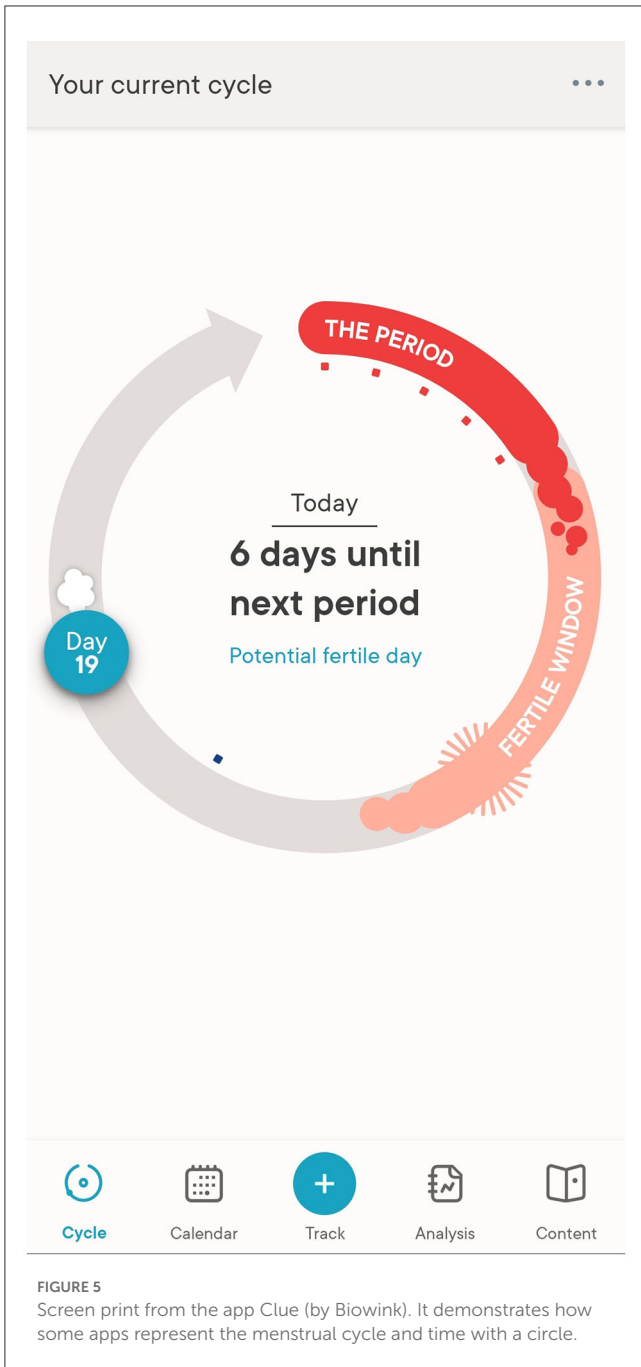 Your current cycle
THE PERIOD
Today
6 days until
next period
Potential fertile day
FERTILE WINDOW
Day
19
Cycle
Calendar
Track
Analysis
Content
FIGURE 5
Screen print from the app Clue (by Biowink). It demonstrates how
some apps represent the menstrual cycle and time with a circle.